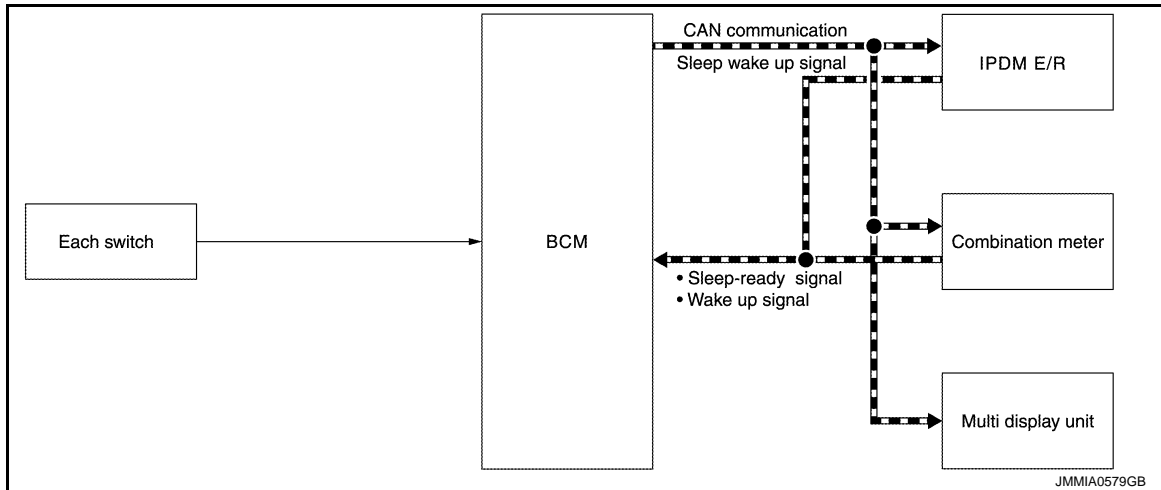 CAN communication
Sleep wake up signal
IPDM E/R
Each switch
BCM
Combination meter
• Sleep-ready signal
• Wake up signal
Multi display unit
JMMIA0579GB